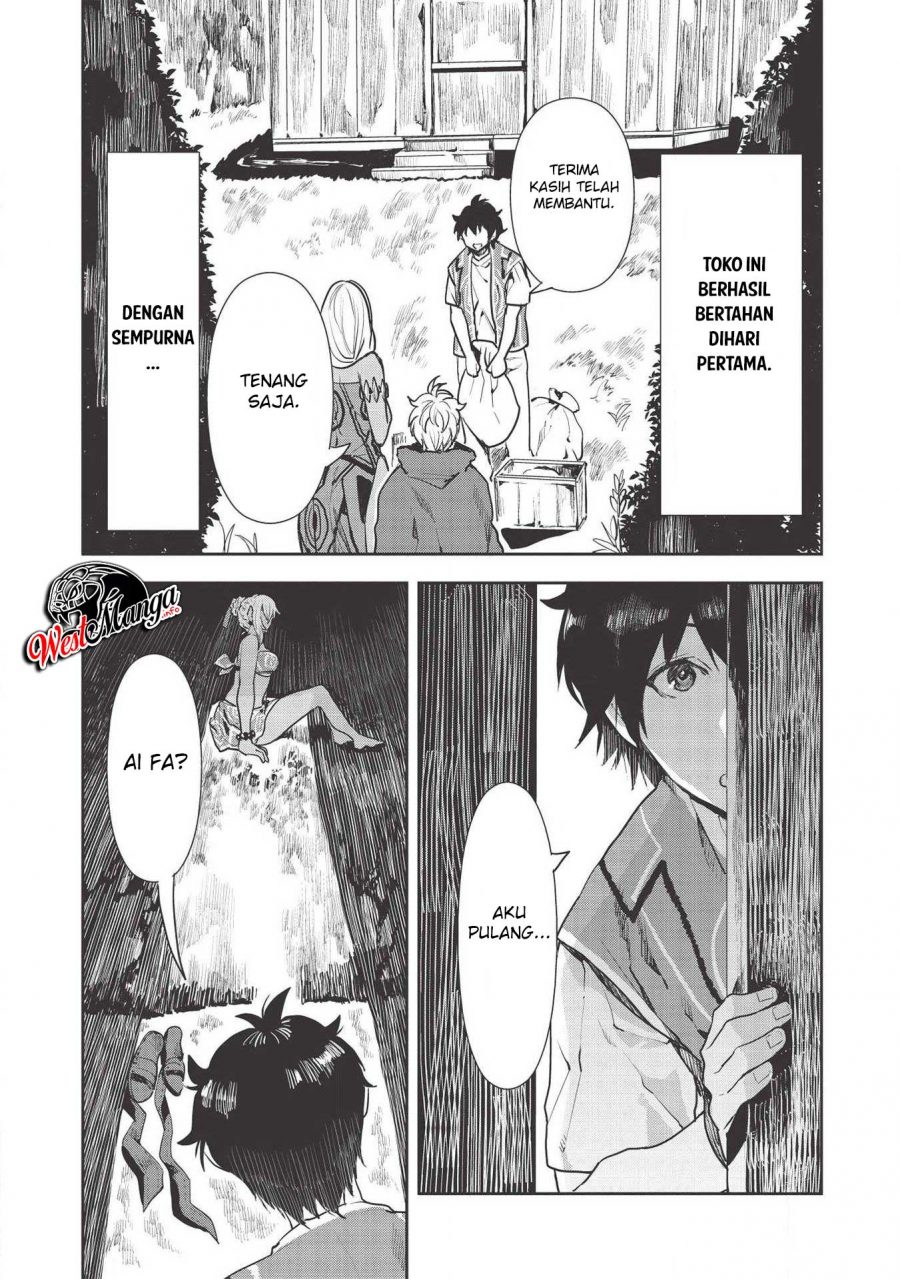 TERIMA
KASIH TELAH
MEMBANTU.
TOKO INI
BERHASIL
BERTAHAN
DIHARI
PERTAMA.
TENANG
SAJA.
DENGAN
SEMPURNA
...
AKU
PULANG...
WestManga
.info
AI FA?